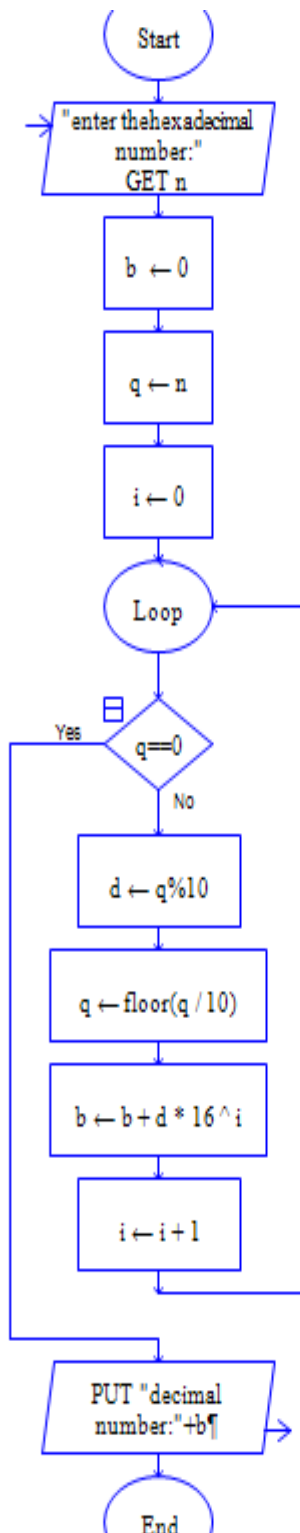 Start
"enter thehexadecimal
number:"
GET n
b ← 0
q ← n
i ← 0
Loop
q==0
Yes
No
d ← q%10
q ← floor(q / 10)
b ← b + d * 16 ^ i
i ← i + 1
PUT "decimal
number:"+b¶
End